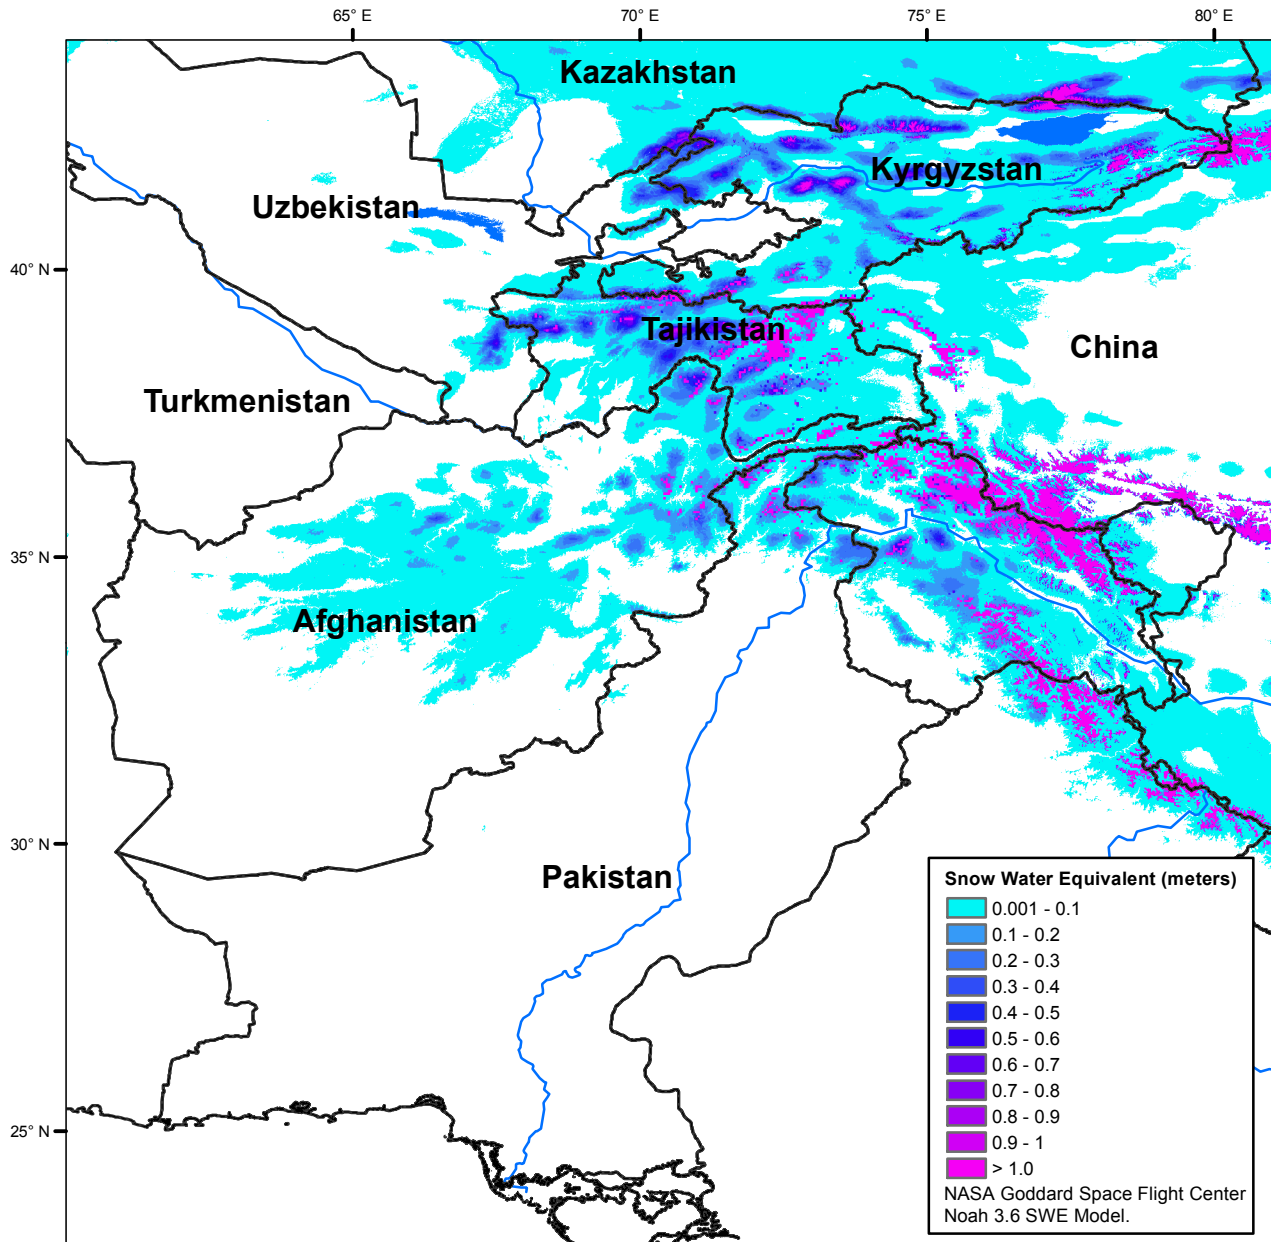 65° E
70° E
75° E
80° E
Kazakhstan
Kyrgyzstan
Uzbekistan
40° N
Tajikistan
China
Turkmenistan
35° N
Afghanistan
30° N
Pakistan
25° N
Snow Water Equivalent (meters)
0.001 - 0.1
0.1 - 0.2
0.2 - 0.3
0.3 - 0.4
0.4 - 0.5
0.5 - 0.6
0.6 - 0.7
0.7 - 0.8
0.8 - 0.9
0.9 - 1
> 1.0
NASA Goddard Space Flight Center
Noah 3.6 SWE Model.